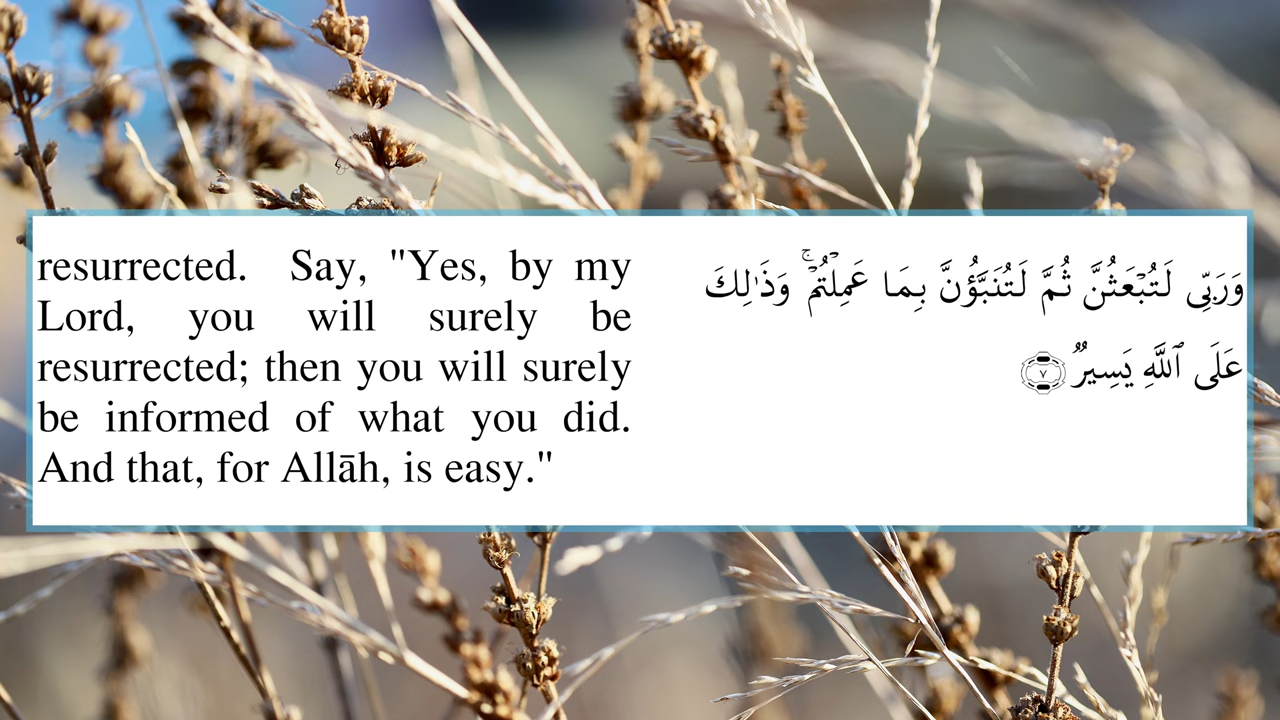 resurrected. Say, "Yes, by my
Lord, you will surely be
resurrected; then you will surely
be informed of what you did.
And that, for Allāh, is easy."
وَرَبِّى لَتُبْعَثُنَّ ثُمَّ لَتُنَبَّؤُنَّ بِمَا عَمِلْتُمْ ۚ وَذَٰلِكَ
عَلَى ٱللَّهِ يَسِيرٌ ٧